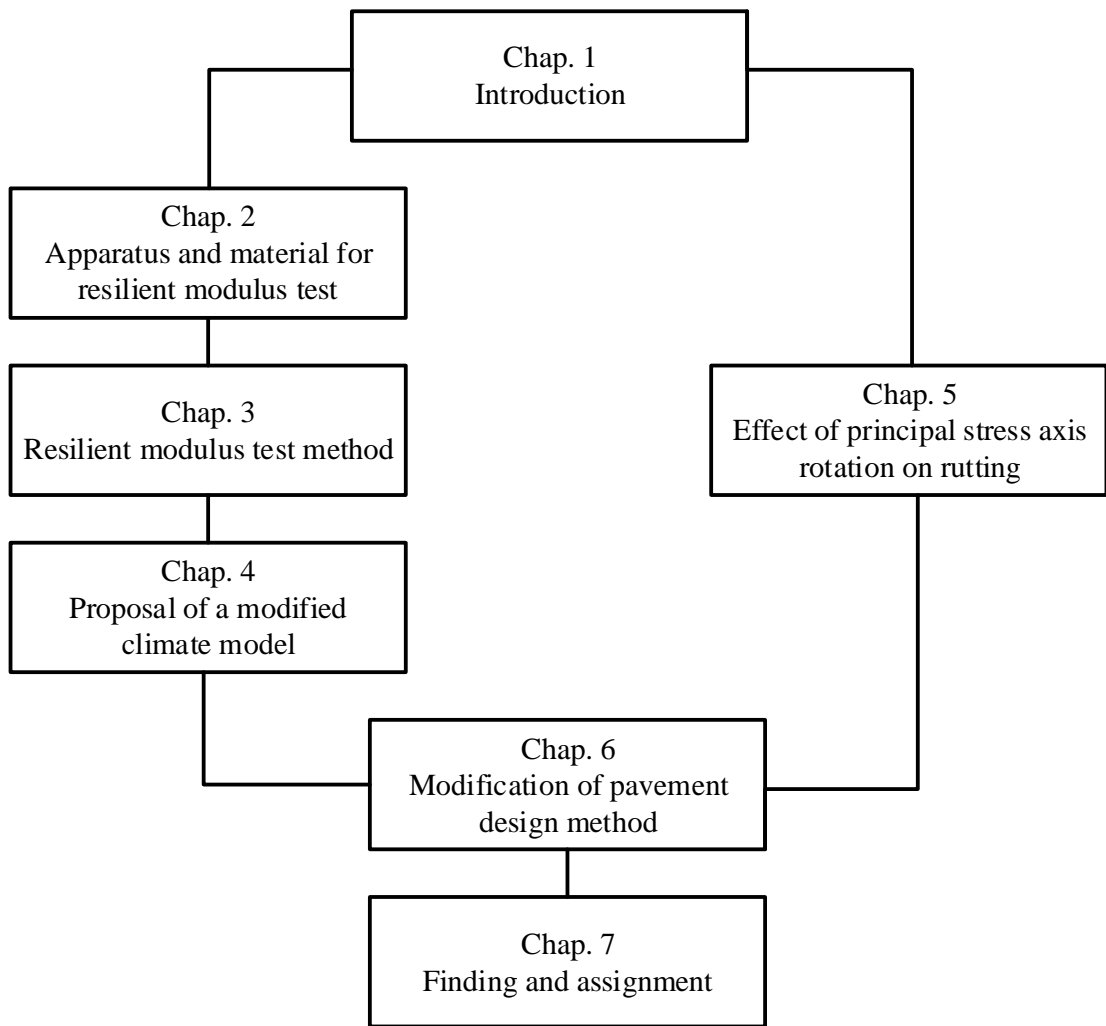 Chap. 1
Introduction
Chap. 2
Apparatus and material for
resilient modulus test
Chap. 3
Resilient modulus test method
Chap. 4
Proposal of a modified
climate model
Chap. 5
Effect of principal stress axis
rotation on rutting
Chap. 6
Modification of pavement
design method
Chap. 7
Finding and assignment